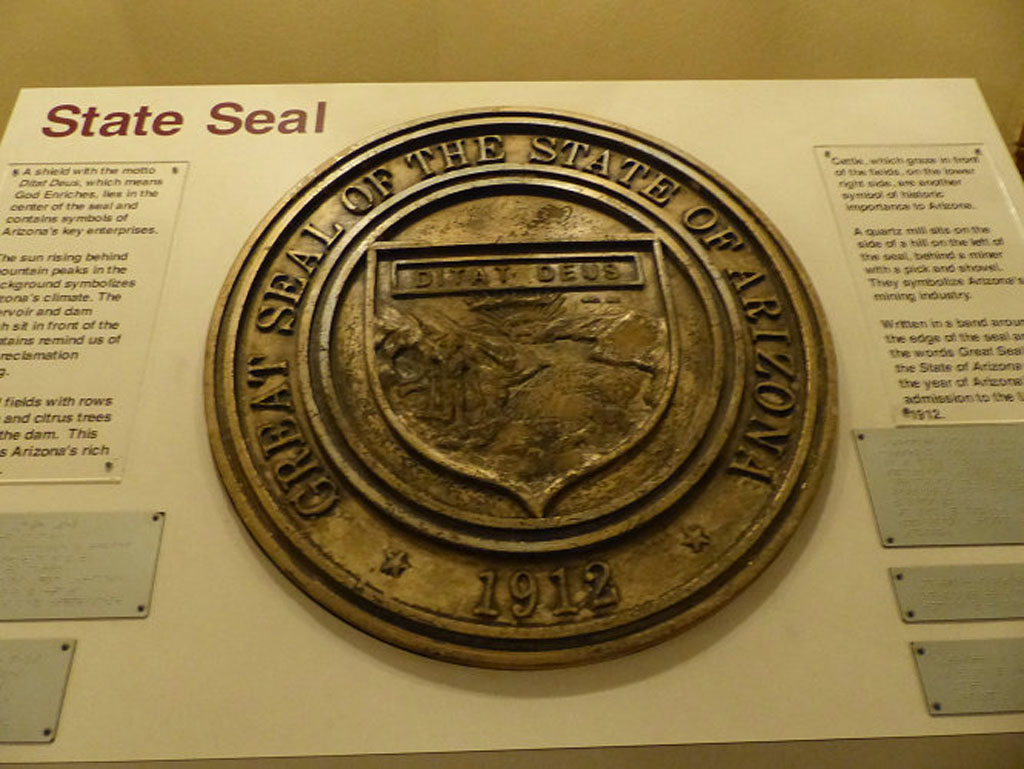 State Seal
A shield with the motto
Ditat Deus, which means
God Enriches, lies in the
center of the seal and
contains symbols of
Arizona's key enterprises.
The sun rising behind
ountain peaks in the
ckground symbolizes
zona's climate. The
ervoir and dam
h sit in front of the
tains remind us of
reclamation
g.
fields with rows
and citrus trees
the dam. This
s Arizona's rich
GREAT SEAL OF THE STATE OF ARIZONA
DITAT DEUS
1912
Cattle, which graze in front
of the fields, on the lower
right side, are another
symbol of historic
importance to Arizona.
A quartz mill sits on the
side of a hill on the left of
the seal, behind a miner
with a pick and shovel.
They symbolize Arizona's
mining industry.
Written in a band aroun
the edge of the seal ar
the words Great Seal
the State of Arizona
the year of Arizona
admission to the
1912.